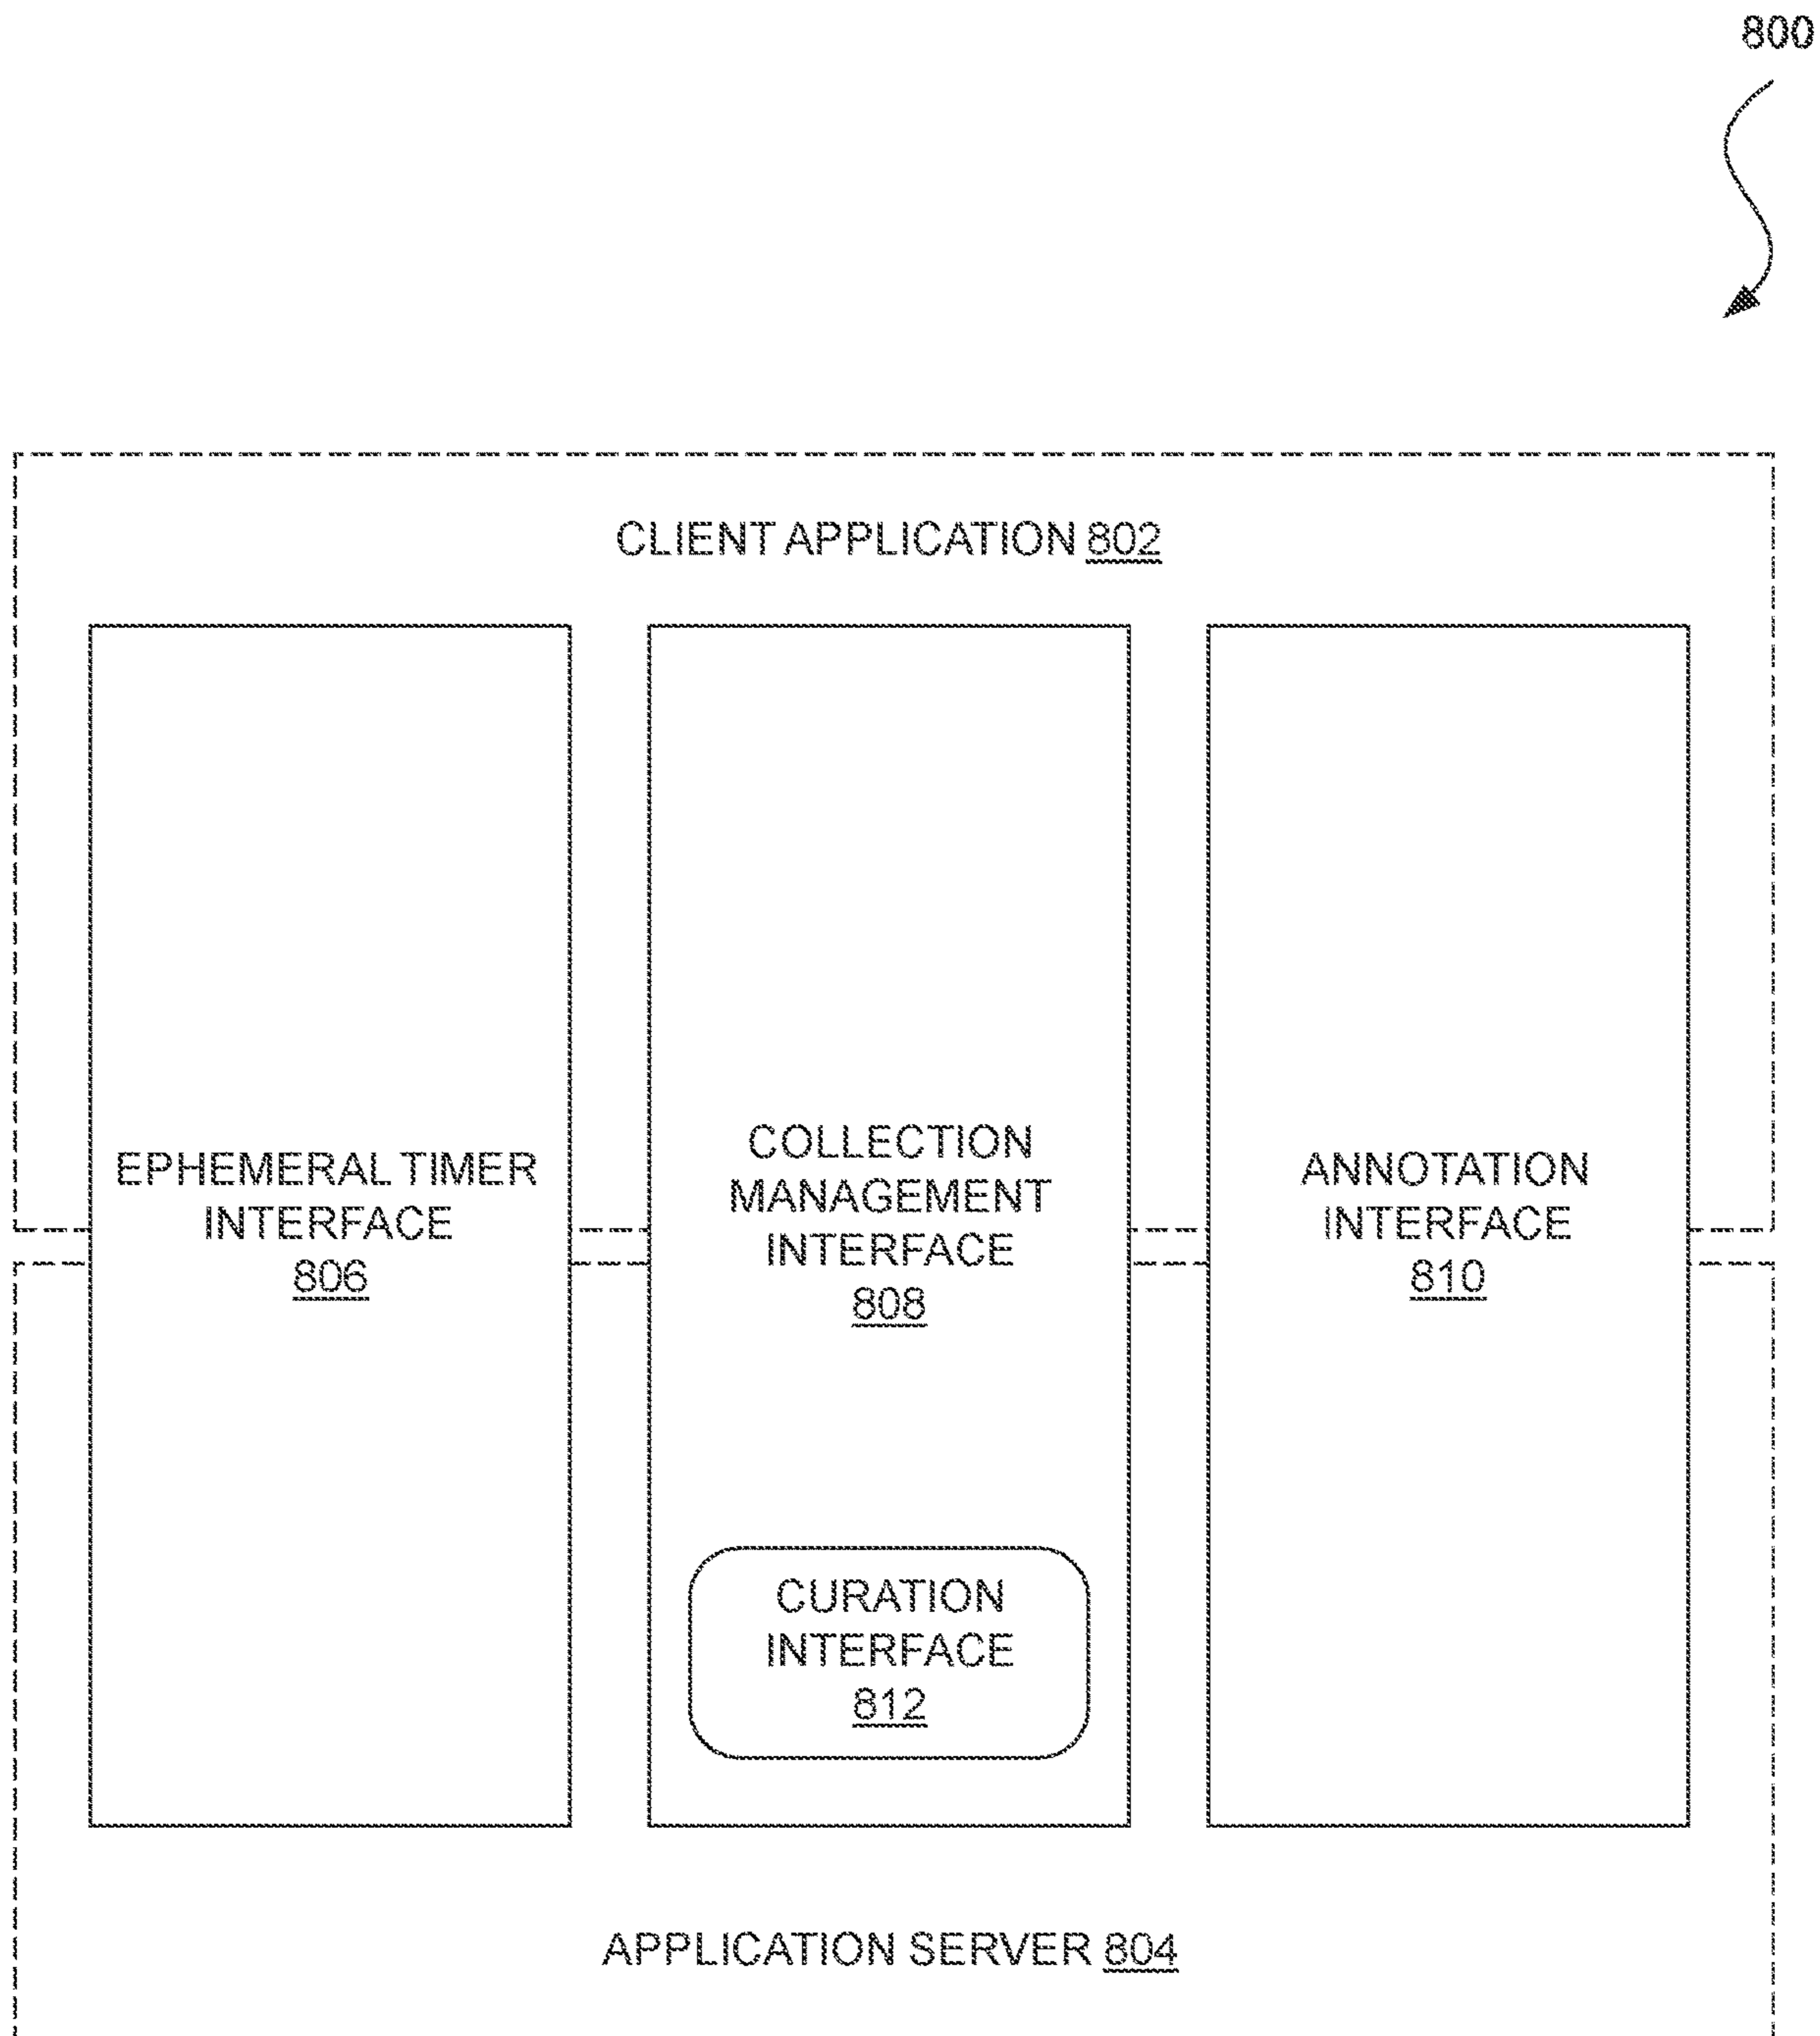 800
CLIENT APPLICATION 802
EPHEMERAL TIMER
INTERFACE
806
COLLECTION
MANAGEMENT
INTERFACE
808
ANNOTATION
INTERFACE
810
CURATION
INTERFACE
812
APPLICATION SERVER 804